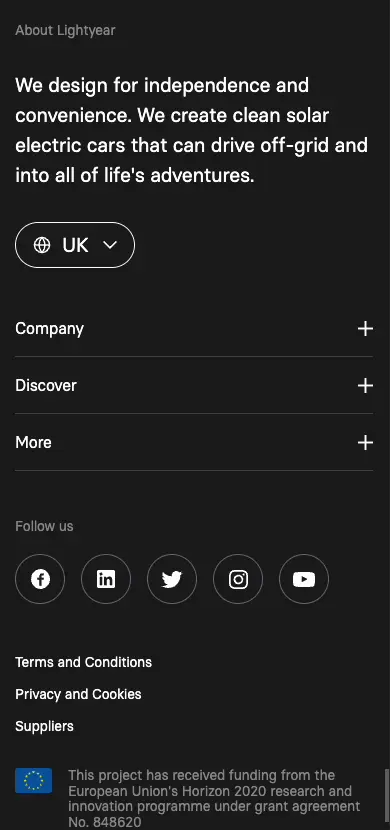 About Lightyear
We design for independence and
convenience. We create clean solar
electric cars that can drive off-grid and
into all of life's adventures.
UK
Company
Discover
More
Follow us
Terms and Conditions
Privacy and Cookies
Suppliers
This project has received funding from the
European Union's Horizon 2020 research and
innovation programme under grant agreement
No. 848620